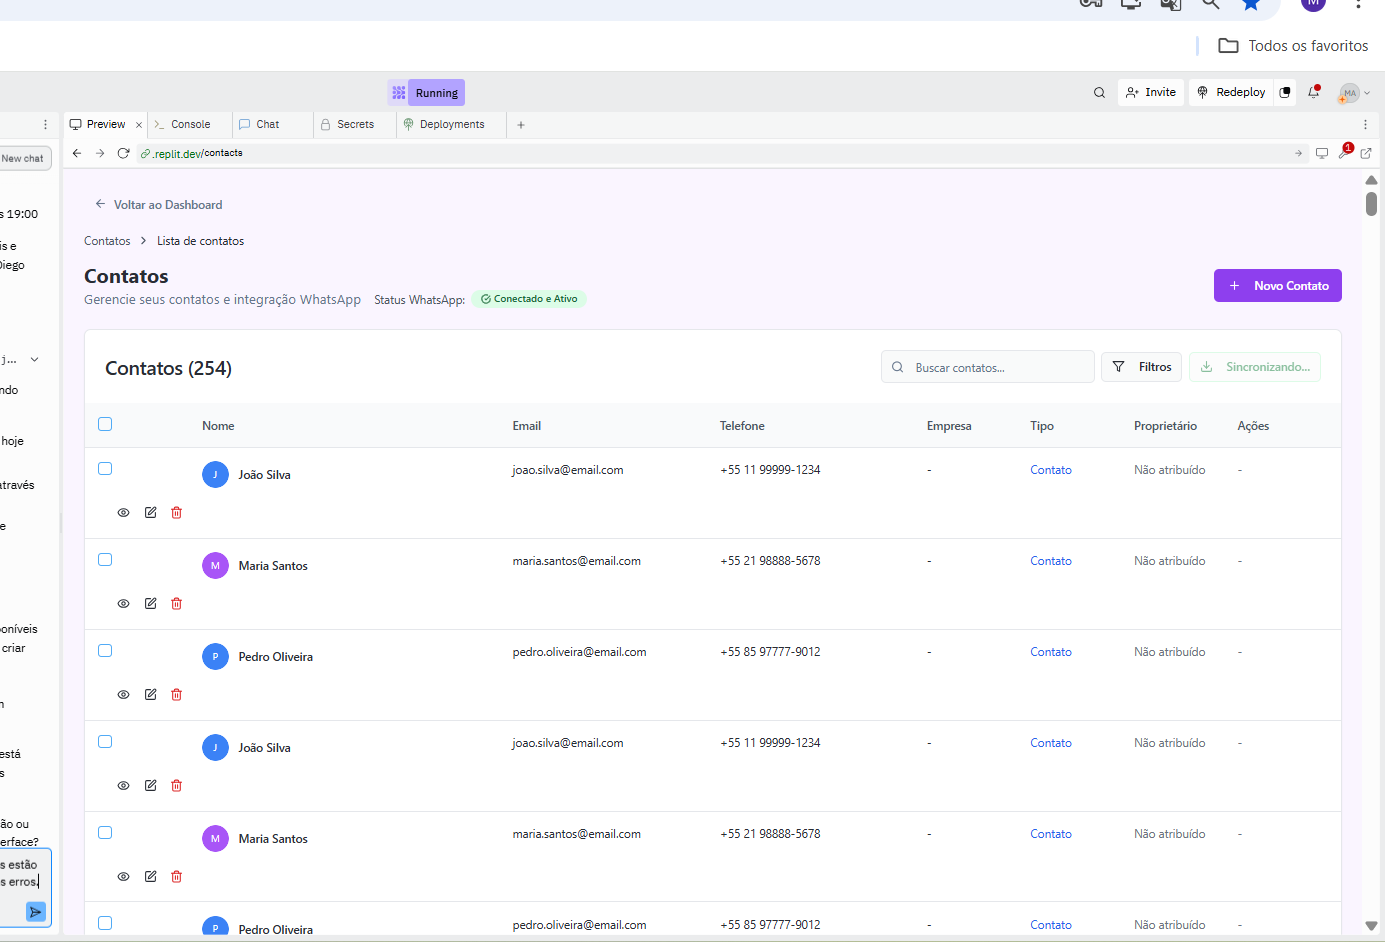 M
Todos os favoritos
Running
Invite
Redeploy
MA
Preview
Console
Chat
Secrets
Deployments
New chat
.replit.dev/contacts
1
s 19:00
is e
Diego
j...
ndo
hoje
através
e
poníveis
criar
n
está
s
ão ou
erface?
s estão
s erros.
Voltar ao Dashboard
Contatos > Lista de contatos
Contatos
Gerencie seus contatos e integração WhatsApp Status WhatsApp: Conectado e Ativo
+ Novo Contato
Contatos (254)
Buscar contatos...
Filtros
Sincronizando...
Nome Email Telefone Empresa Tipo Proprietário Ações
J João Silva joao.silva@email.com +55 11 99999-1234 - Contato Não atribuído -
M Maria Santos maria.santos@email.com +55 21 98888-5678 - Contato Não atribuído -
P Pedro Oliveira pedro.oliveira@email.com +55 85 97777-9012 - Contato Não atribuído -
J João Silva joao.silva@email.com +55 11 99999-1234 - Contato Não atribuído -
M Maria Santos maria.santos@email.com +55 21 98888-5678 - Contato Não atribuído -
P Pedro Oliveira pedro.oliveira@email.com +55 85 97777-9012 - Contato Não atribuído -